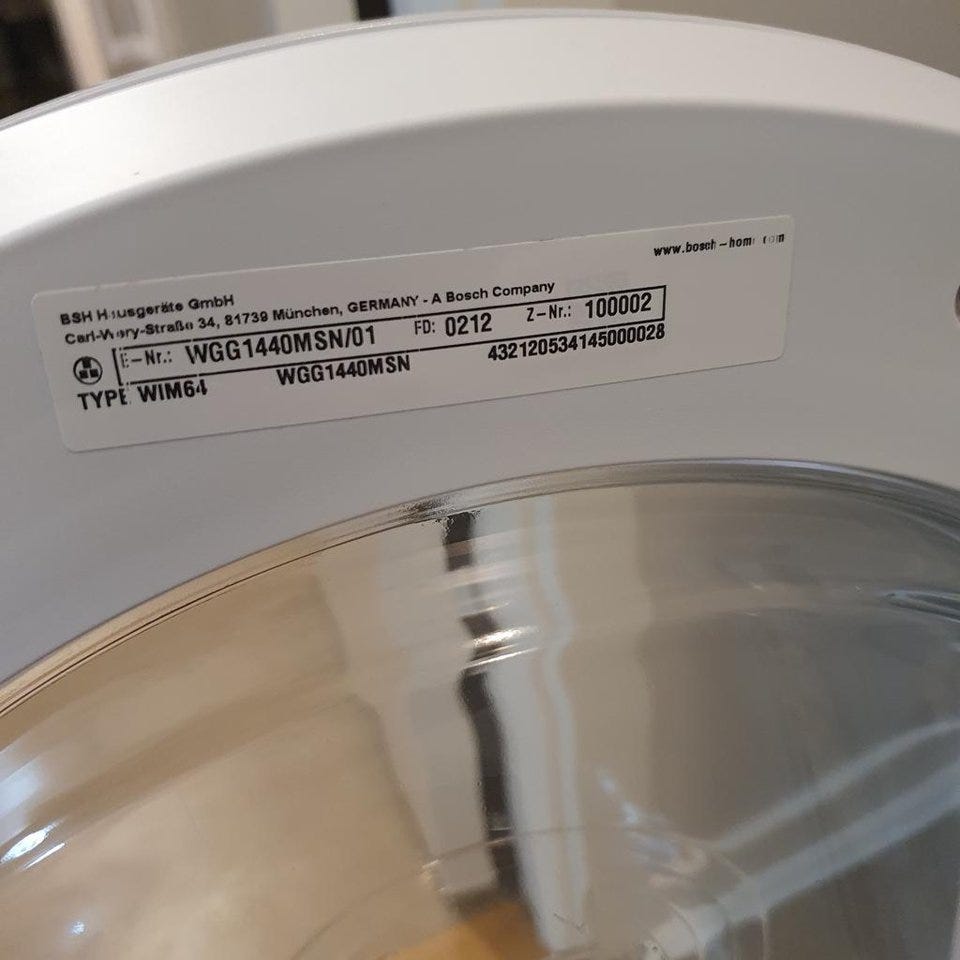 www.bosch-home.com
BSH Hausgeräte GmbH
Carl-Wery-Straße 34, 81739 München, GERMANY - A Bosch Company
E-Nr.: WGG1440MSN/01 FD: 0212 Z-Nr.: 100002
TYPE WIM64 WGG1440MSN 432120534145000028